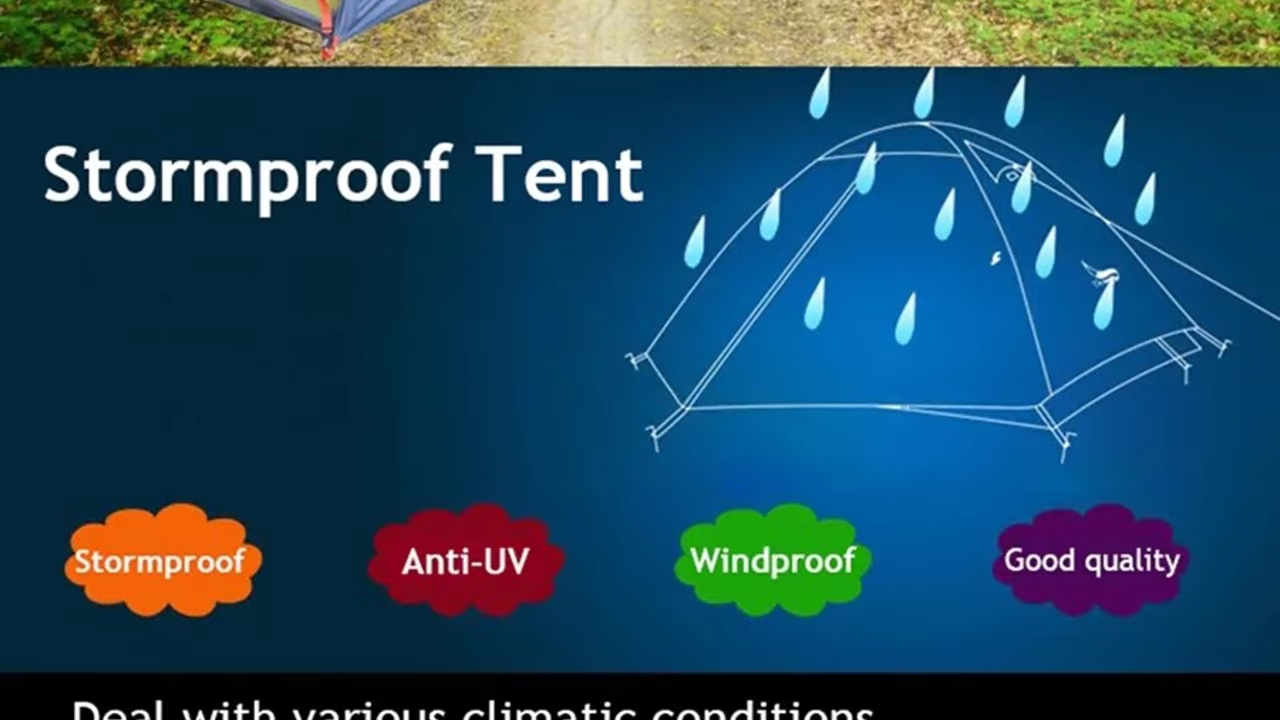 Stormproof Tent
Stormproof
Anti-UV
Windproof
Good quality
Deal with various climatic conditions